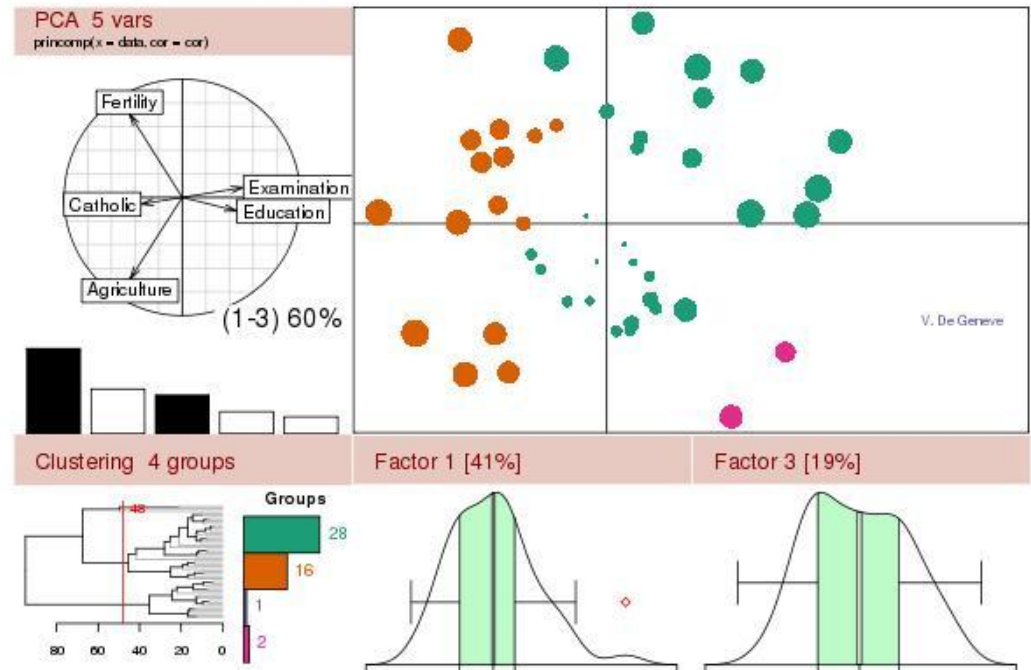 PCA 5 vars
princomp(x = data, cor = cor)
Fertility
Examination
Catholic
Education
Agriculture
(1-3) 60%
V. De Geneve
Clustering 4 groups
Factor 1 [41%]
Factor 3 [19%]
Groups
48
28
16
1
2
80 60 40 20 0